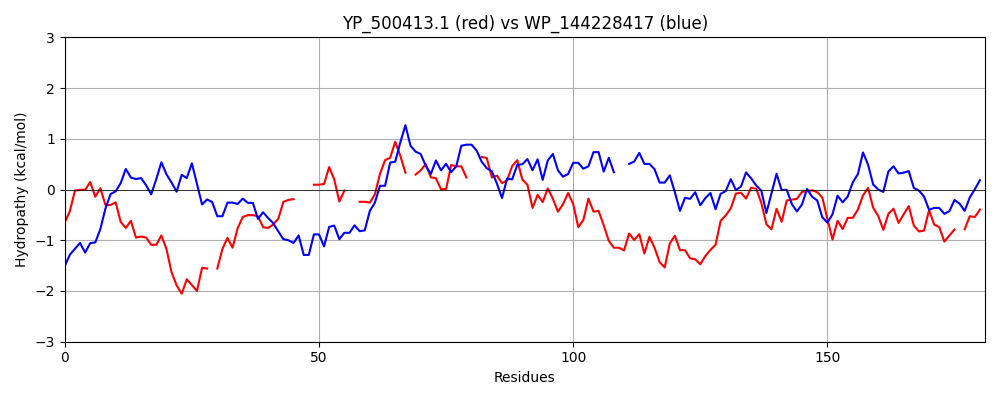 YP_500413.1 (red) vs WP_144228417 (blue)
Hydropathy (kcal/mol)
3
2
1
0
−1
−2
−3
0 50 100 150
Residues